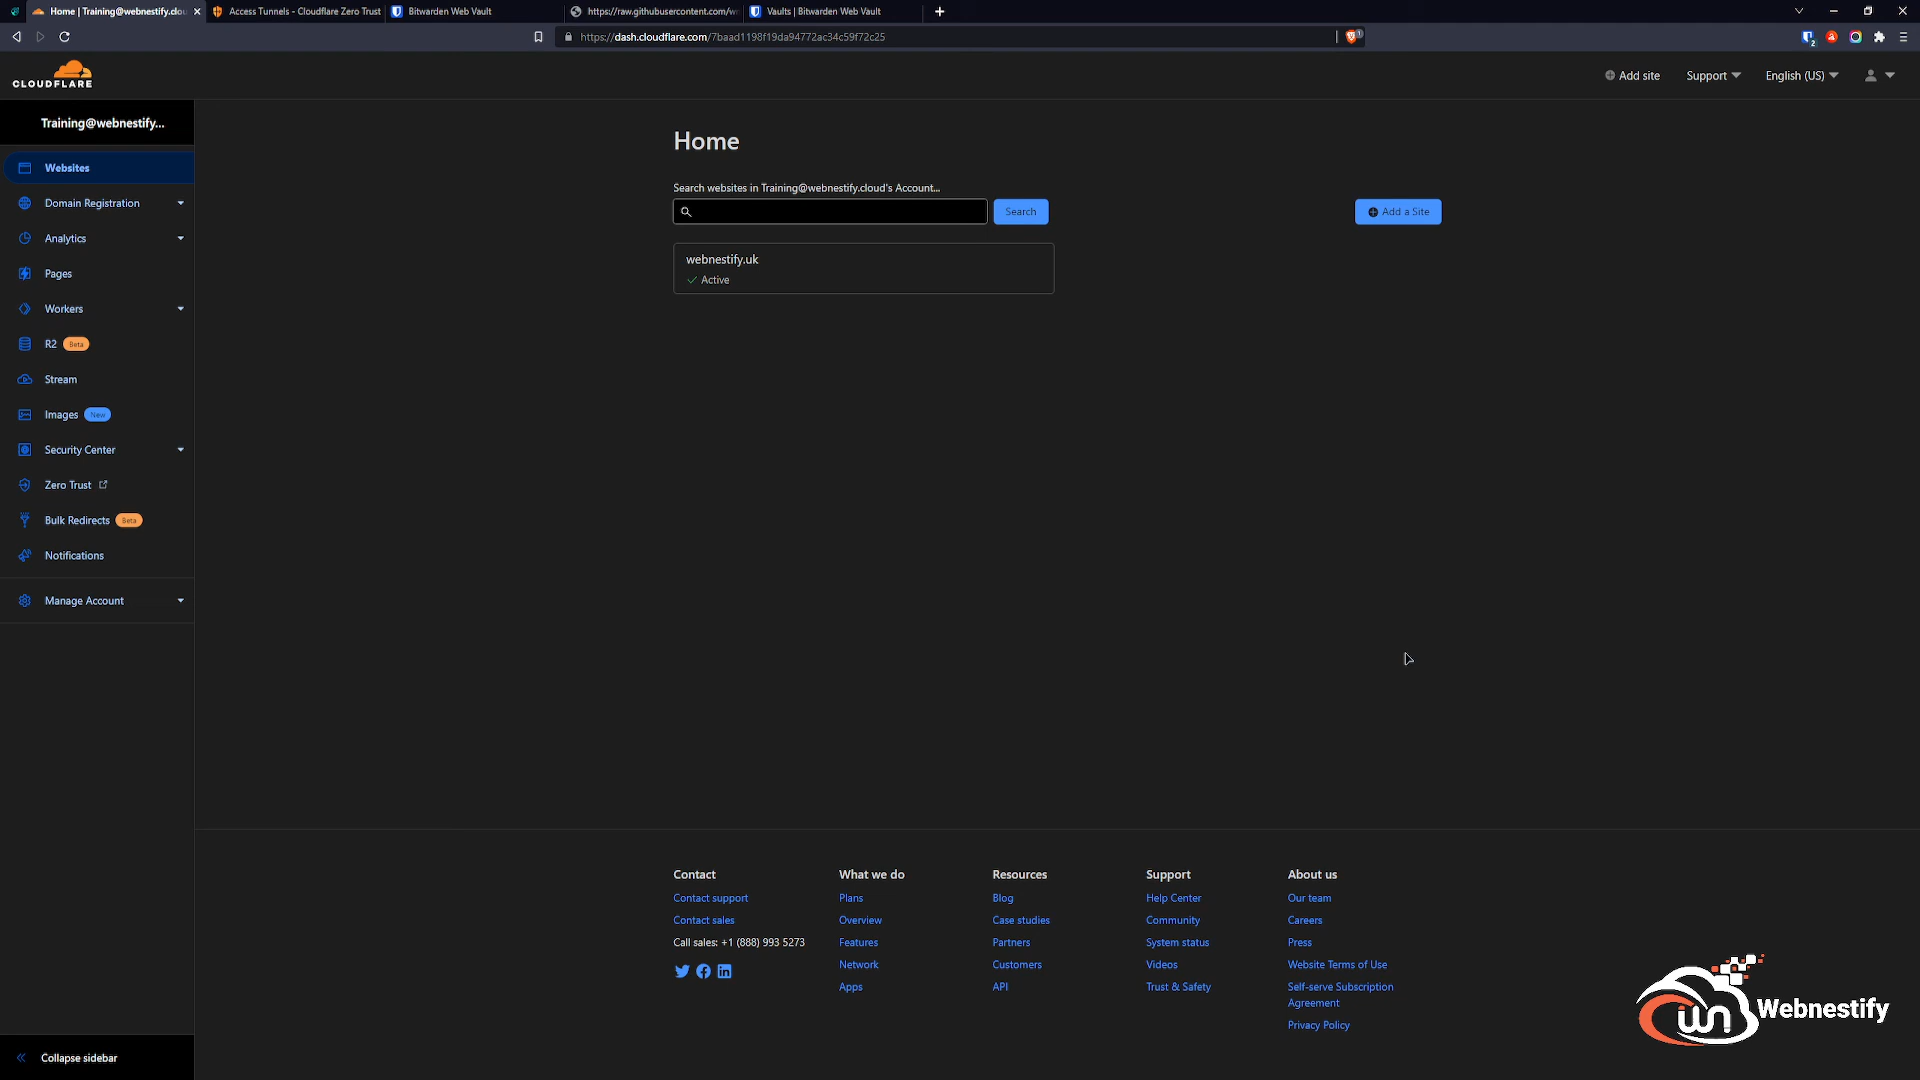 Home | Training@webnestify.clou
Access Tunnels - Cloudflare Zero Trust
Bitwarden Web Vault
https://raw.githubusercontent.com/w
Vaults | Bitwarden Web Vault
https://dash.cloudflare.com/7baad1198f19da94772ac34c59f72c25
1
2
CLOUDFLARE
Add site
Support
English (US)
Training@webnestify...
Websites
Domain Registration
Analytics
Pages
Workers
R2 Beta
Stream
Images New
Security Center
Zero Trust
Bulk Redirects Beta
Notifications
Manage Account
Collapse sidebar
Home
Search websites in Training@webnestify.cloud's Account...
Search
Add a Site
webnestify.uk
Active
Contact
Contact support
Contact sales
Call sales: +1 (888) 993 5273
What we do
Plans
Overview
Features
Network
Apps
Resources
Blog
Case studies
Partners
Customers
API
Support
Help Center
Community
System status
Videos
Trust & Safety
About us
Our team
Careers
Press
Website Terms of Use
Self-serve Subscription
Agreement
Privacy Policy
wn
Webnestify